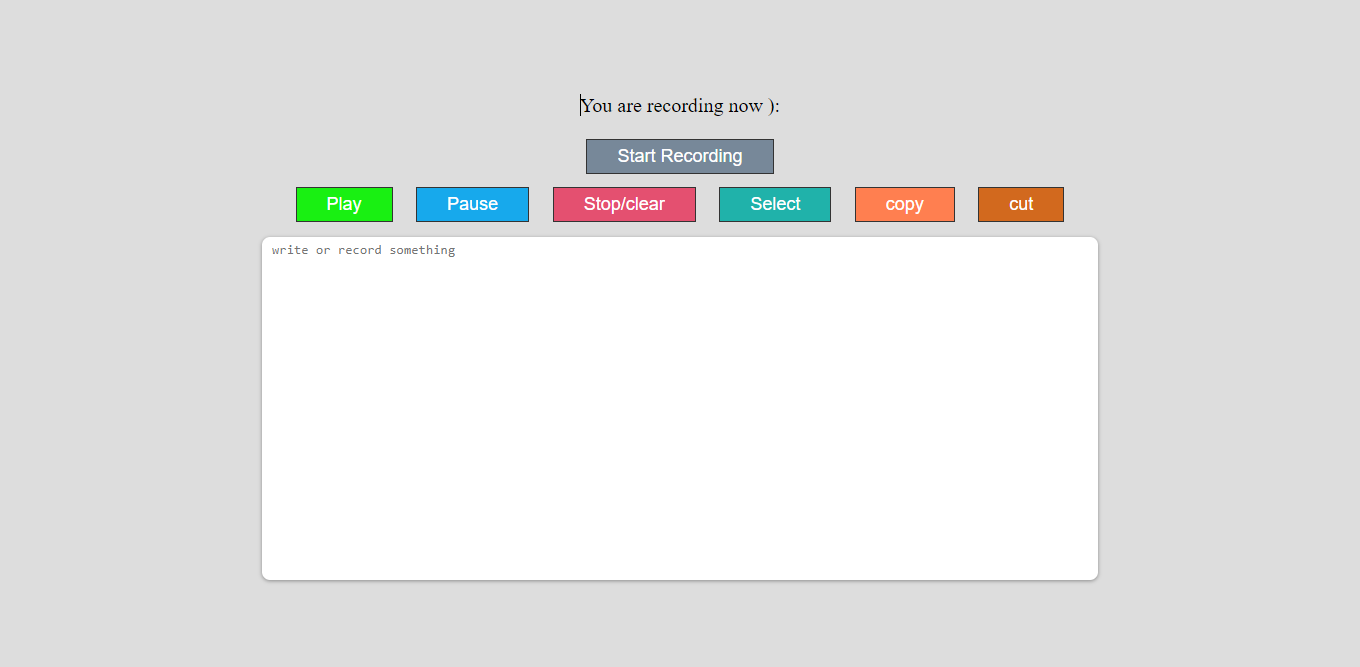 You are recording now ):
Start Recording
Play Pause Stop/clear Select copy cut
write or record something